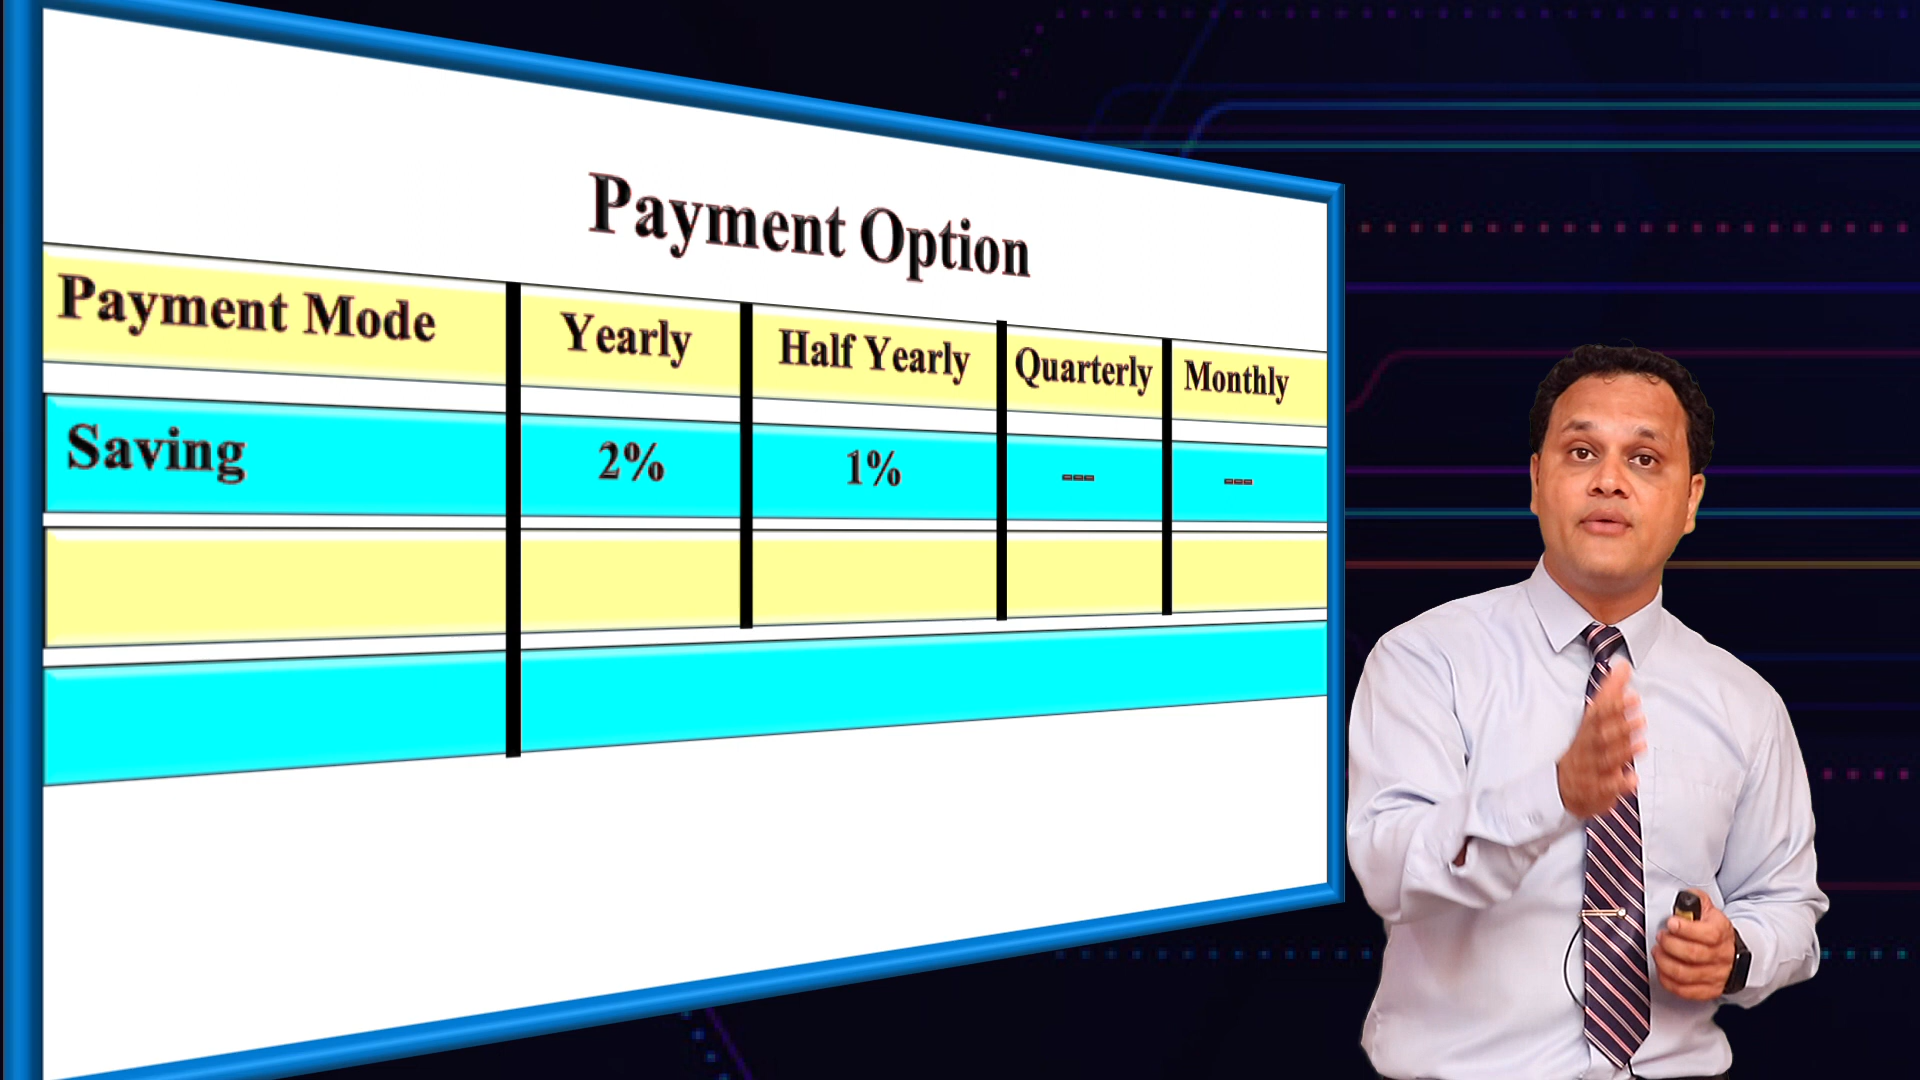 Payment Option
Payment Mode Yearly Half Yearly Quarterly Monthly
Saving 2% 1% --- ---